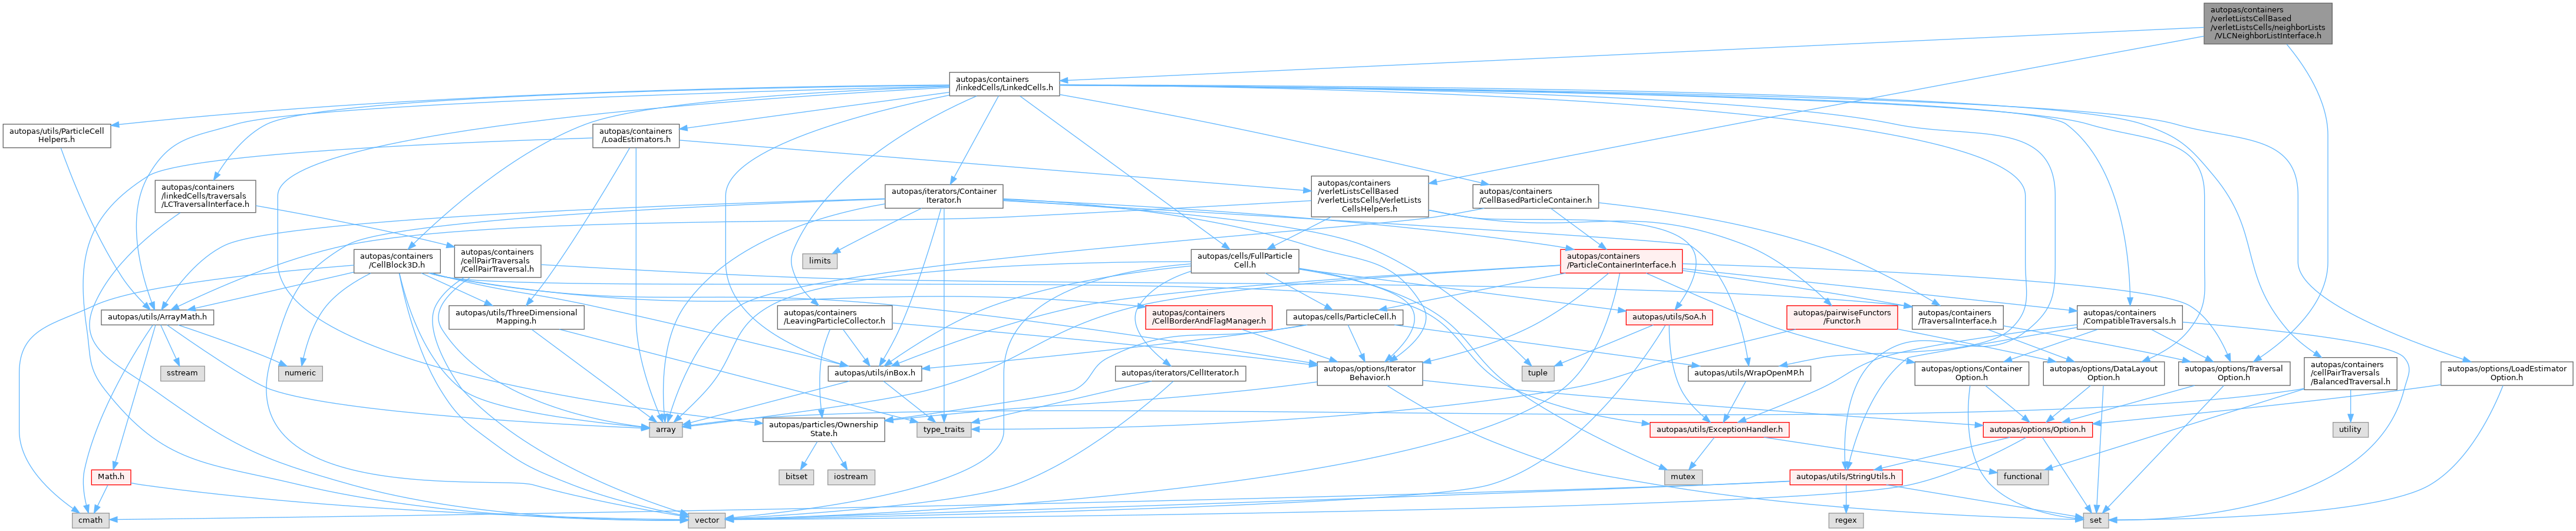 autopas/containers
/verletListsCellBased
/verletListsCells/neighborLists
/VLCNeighborListInterface.h
autopas/containers
/linkedCells/LinkedCells.h
autopas/utils/ParticleCell
Helpers.h
autopas/containers
/LoadEstimators.h
autopas/containers
/linkedCells/traversals
/LCTraversalInterface.h
autopas/iterators/Container
Iterator.h
autopas/containers
/verletListsCellBased
/verletListsCells/VerletLists
CellsHelpers.h
autopas/containers
/CellBasedParticleContainer.h
autopas/containers
/CellBlock3D.h
autopas/containers
/cellPairTraversals
/CellPairTraversal.h
limits
autopas/cells/FullParticle
Cell.h
autopas/containers
/ParticleContainerInterface.h
autopas/utils/ArrayMath.h
autopas/utils/ThreeDimensional
Mapping.h
autopas/containers
/LeavingParticleCollector.h
autopas/containers
/CellBorderAndFlagManager.h
autopas/cells/ParticleCell.h
autopas/utils/SoA.h
autopas/pairwiseFunctors
/Functor.h
autopas/containers
/TraversalInterface.h
autopas/containers
/CompatibleTraversals.h
sstream
numeric
autopas/utils/inBox.h
autopas/iterators/CellIterator.h
autopas/options/Iterator
Behavior.h
tuple
autopas/utils/WrapOpenMP.h
autopas/options/Container
Option.h
autopas/options/DataLayout
Option.h
autopas/options/Traversal
Option.h
autopas/containers
/cellPairTraversals
/BalancedTraversal.h
autopas/options/LoadEstimator
Option.h
array
autopas/particles/Ownership
State.h
type_traits
autopas/utils/ExceptionHandler.h
autopas/options/Option.h
utility
Math.h
bitset
iostream
mutex
autopas/utils/StringUtils.h
functional
cmath
vector
regex
set